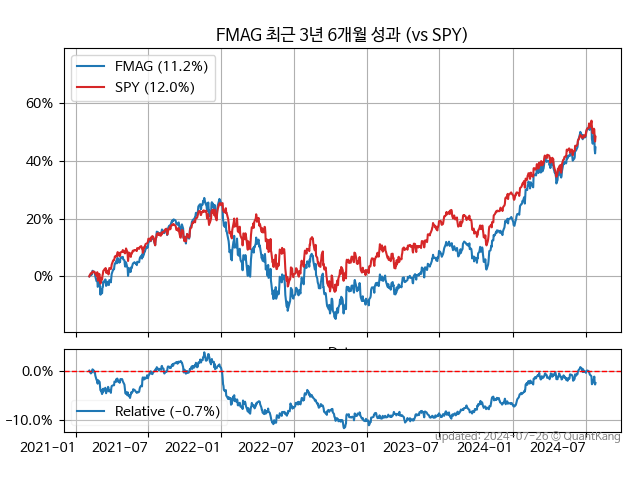 FMAG 최근 3년 6개월 성과 (vs SPY)
FMAG (11.2%)
SPY (12.0%)
60%
40%
20%
0%
0.0%
Relative (−0.7%)
−10.0%
2021-01 2021-07 2022-01 2022-07 2023-01 2023-07 2024-01 2024-07
Updated: 2024-07-26 © QuantKang